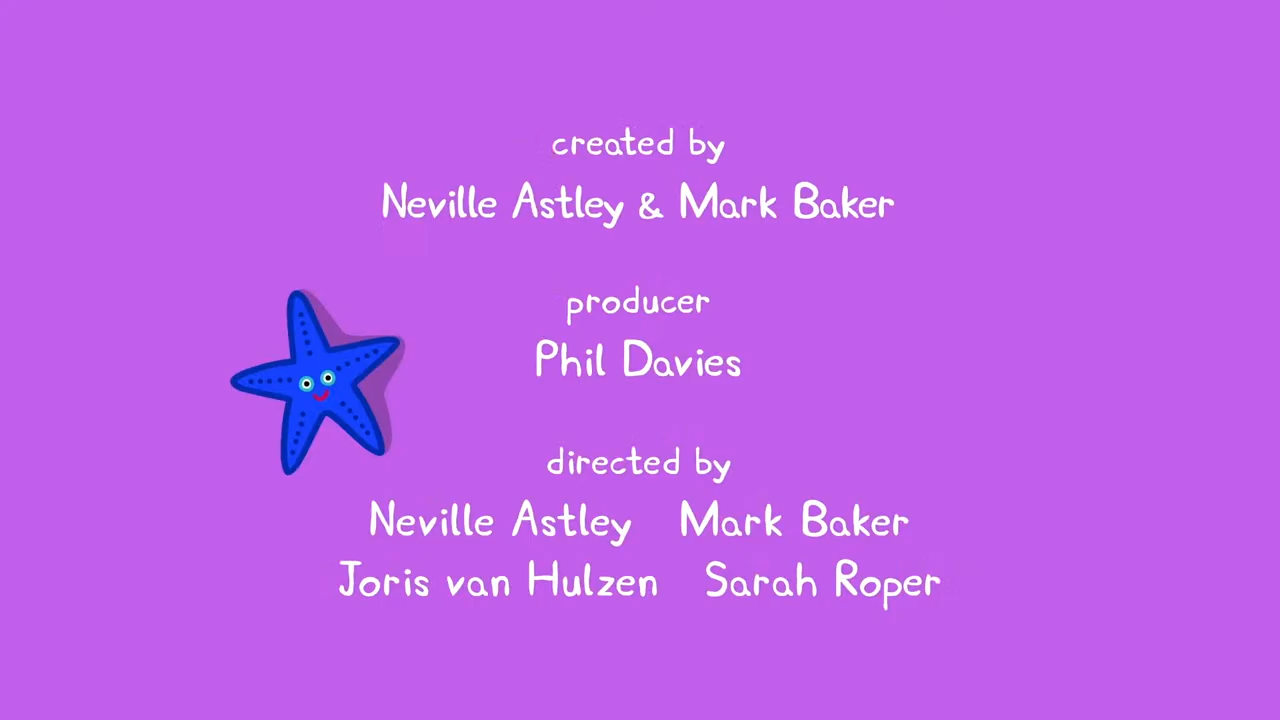 created by
Neville Astley & Mark Baker
producer
Phil Davies
directed by
Neville Astley Mark Baker
Joris van Hulzen Sarah Roper